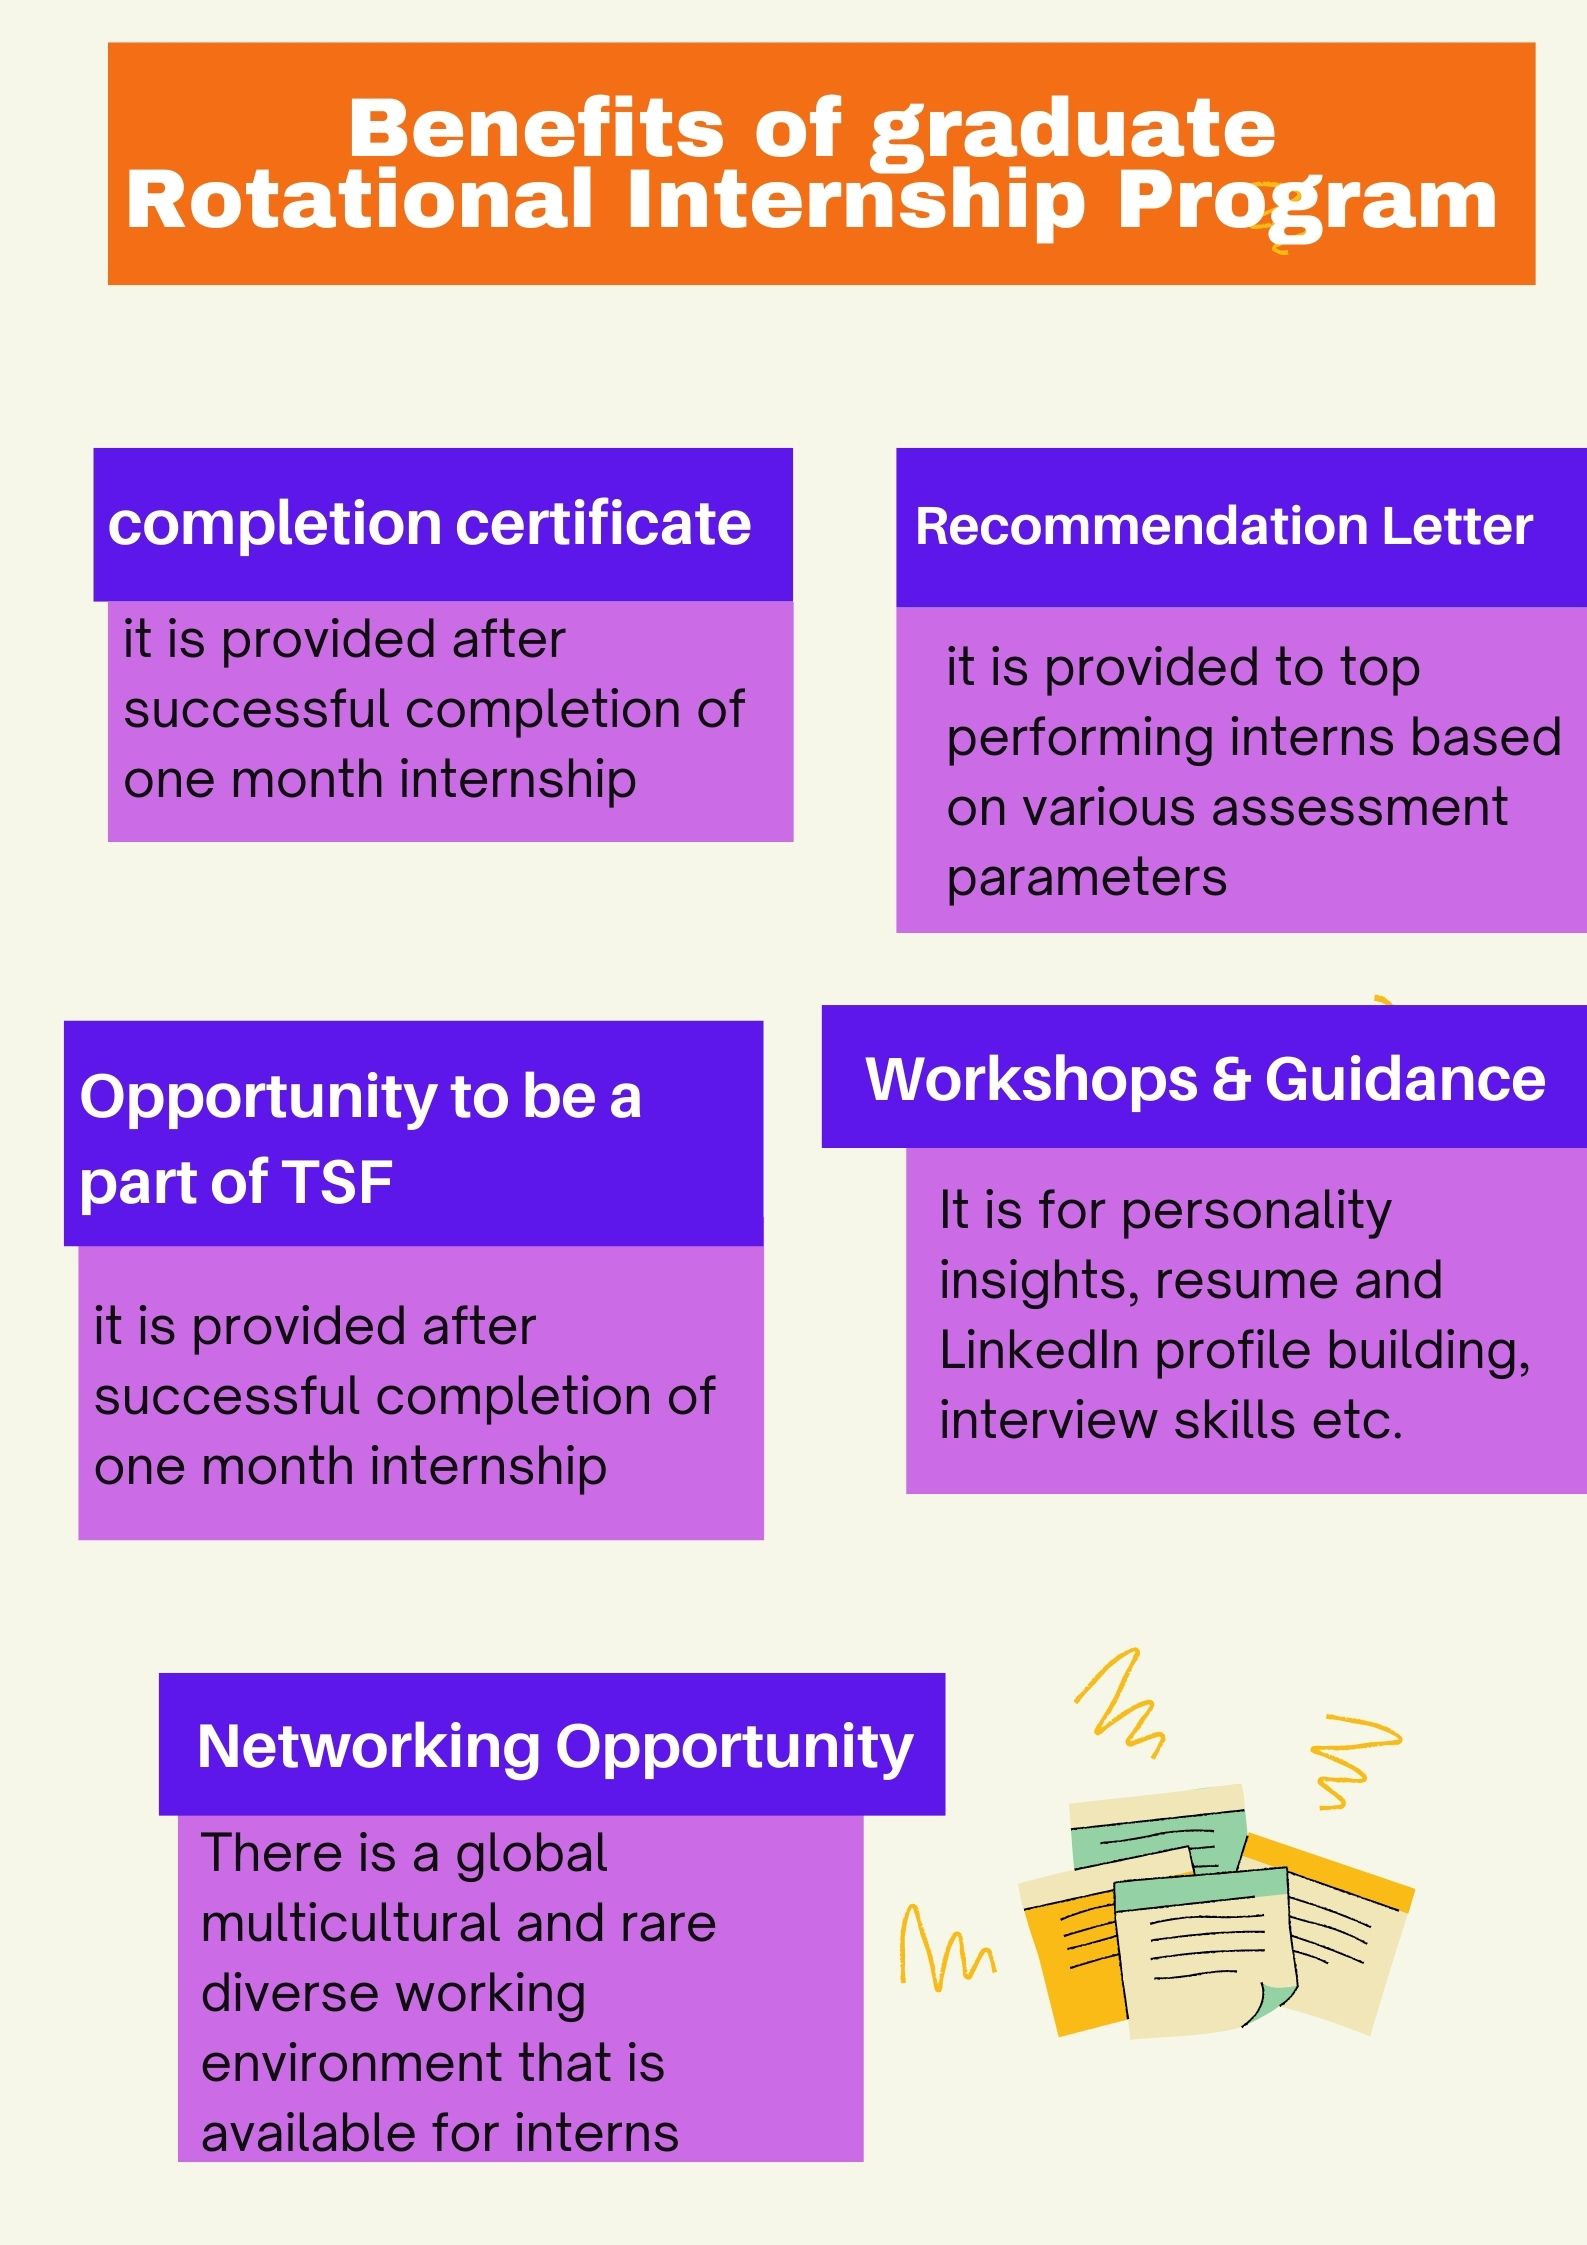 Benefits of graduate
Rotational Internship Program
completion certificate
it is provided after
successful completion of
one month internship
Recommendation Letter
it is provided to top
performing interns based
on various assessment
parameters
Opportunity to be a
part of TSF
it is provided after
successful completion of
one month internship
Workshops & Guidance
It is for personality
insights, resume and
LinkedIn profile building,
interview skills etc.
Networking Opportunity
There is a global
multicultural and rare
diverse working
environment that is
available for interns